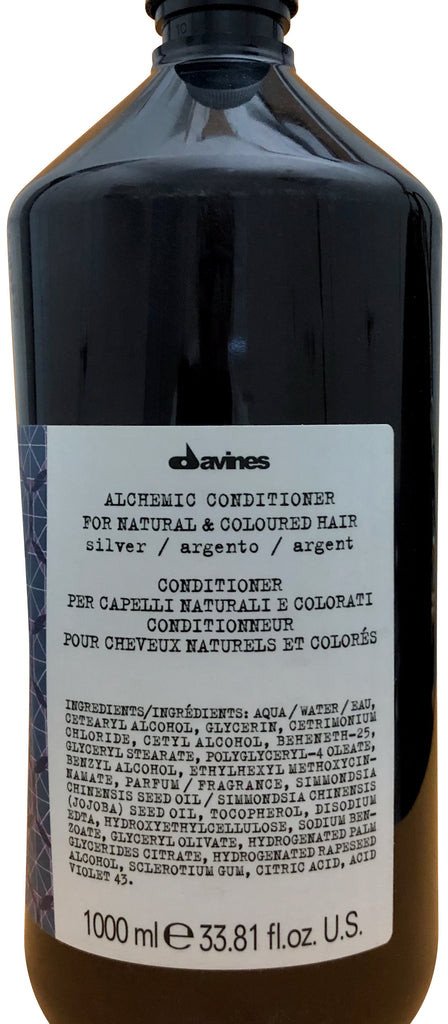 davines
ALCHEMIC CONDITIONER
FOR NATURAL & COLOURED HAIR
silver / argento / argent
CONDITIONER
PER CAPELLI NATURALI E COLORATI
CONDITIONNEUR
POUR CHEVEUX NATURELS ET COLORÉS
INGREDIENTS/INGRÉDIENTS: AQUA/WATER/EAU,
CETEARYL ALCOHOL, GLYCERIN, CETRIMONIUM
CHLORIDE, CETYL ALCOHOL, BEHENETH-25,
GLYCERYL STEARATE, POLYGLYCERYL-4 OLEATE,
BENZYL ALCOHOL, ETHYLHEXYL METHOXYCIN-
NAMATE, PARFUM / FRAGRANCE, SIMMONDSIA
CHINENSIS SEED OIL / SIMMONDSIA CHINENSIS
(JOJOBA) SEED OIL, TOCOPHEROL, DISODIUM
EDTA, HYDROXYETHYLCELLULOSE, SODIUM BEN-
ZOATE, GLYCERYL OLIVATE, HYDROGENATED PALM
GLYCERIDES CITRATE, HYDROGENATED RAPESEED
ALCOHOL, SCLEROTIUM GUM, CITRIC ACID, ACID
VIOLET 43.
1000 ml e 33.81 fl.oz. U.S.